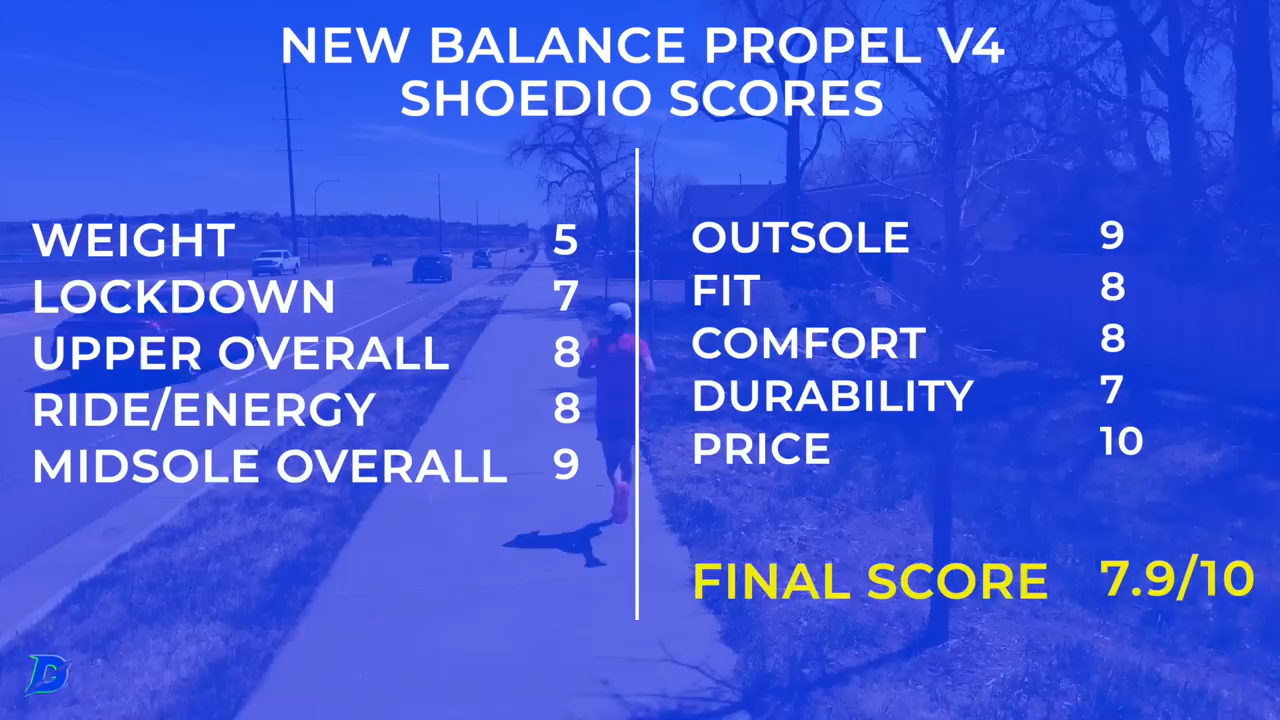 NEW BALANCE PROPEL V4
SHOEDIO SCORES
WEIGHT 5
LOCKDOWN 7
UPPER OVERALL 8
RIDE/ENERGY 8
MIDSOLE OVERALL 9
OUTSOLE 9
FIT 8
COMFORT 8
DURABILITY 7
PRICE 10
FINAL SCORE 7.9/10